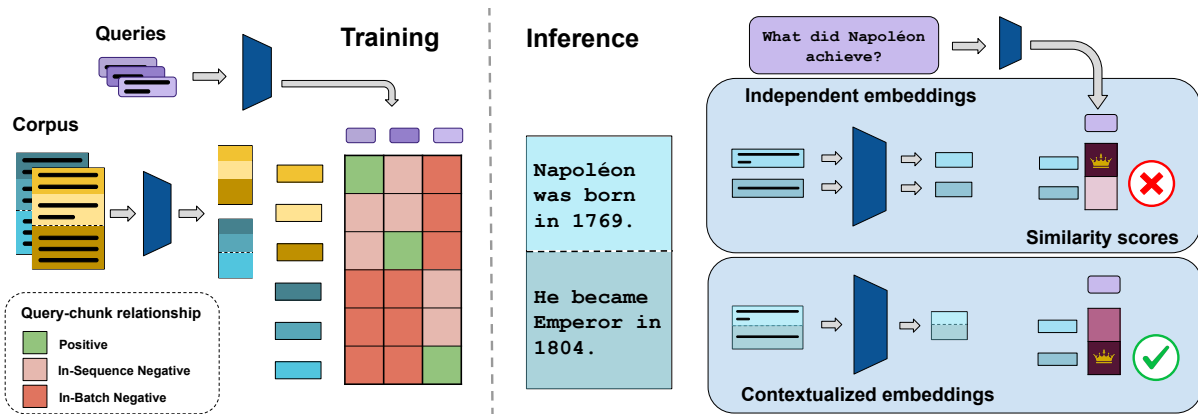 Queries
Training
Corpus
Query-chunk relationship
Positive
In-Sequence Negative
In-Batch Negative
Inference
Napoléon
was born
in 1769.
He became
Emperor in
1804.
What did Napoléon
achieve?
Independent embeddings
Similarity scores
Contextualized embeddings